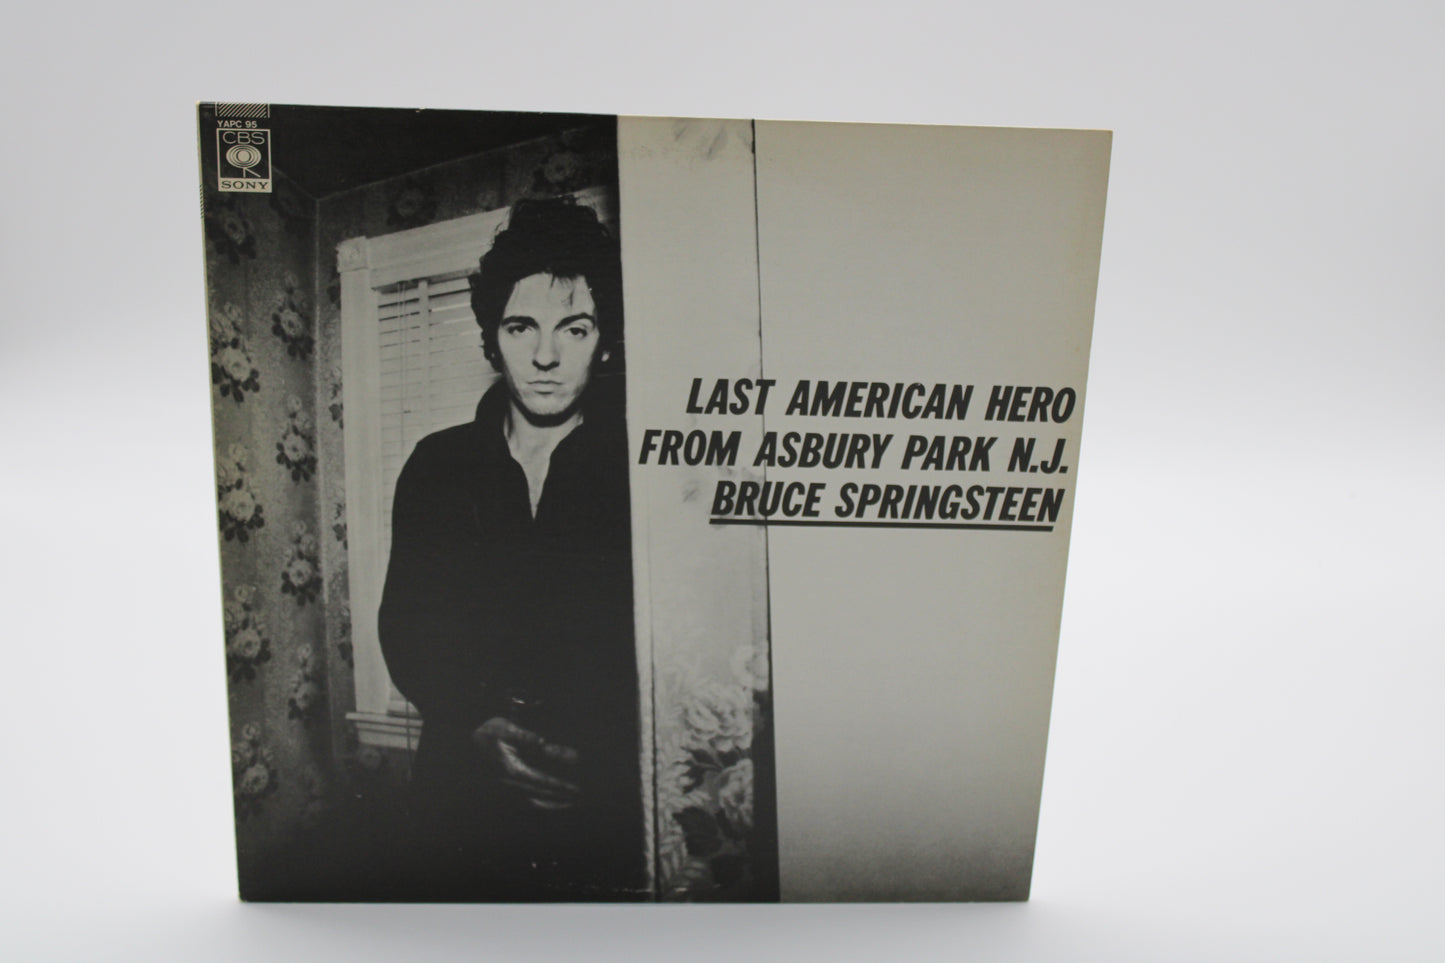 YAPC 95
CBS
SONY
LAST AMERICAN HERO
FROM ASBURY PARK N.J.
BRUCE SPRINGSTEEN